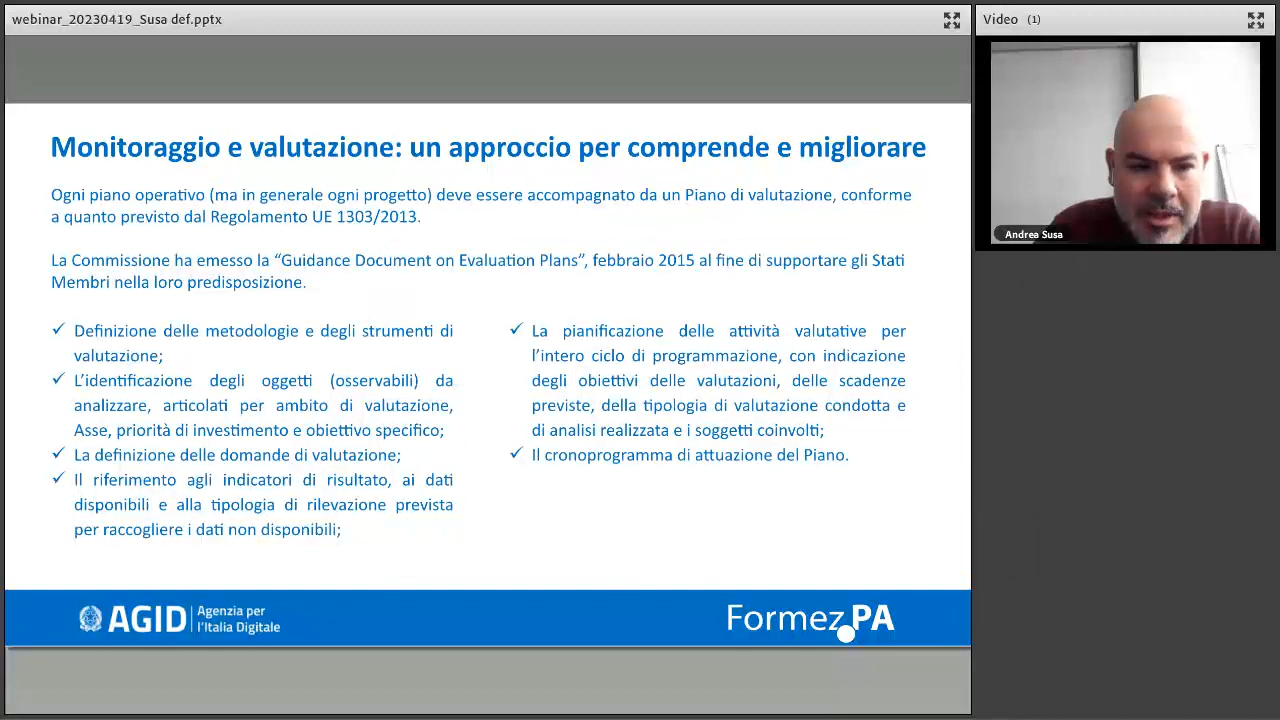 webinar_20230419_Susa def.pptx
Video (1)
Andrea Susa
Monitoraggio e valutazione: un approccio per comprende e migliorare
Ogni piano operativo (ma in generale ogni progetto) deve essere accompagnato da un Piano di valutazione, conforme
a quanto previsto dal Regolamento UE 1303/2013.
La Commissione ha emesso la “Guidance Document on Evaluation Plans”, febbraio 2015 al fine di supportare gli Stati
Membri nella loro predisposizione.
✓ Definizione delle metodologie e degli strumenti di
valutazione;
✓ L’identificazione degli oggetti (osservabili) da
analizzare, articolati per ambito di valutazione,
Asse, priorità di investimento e obiettivo specifico;
✓ La definizione delle domande di valutazione;
✓ Il riferimento agli indicatori di risultato, ai dati
disponibili e alla tipologia di rilevazione prevista
per raccogliere i dati non disponibili;
✓ La pianificazione delle attività valutative per
l’intero ciclo di programmazione, con indicazione
degli obiettivi delle valutazioni, delle scadenze
previste, della tipologia di valutazione condotta e
di analisi realizzata e i soggetti coinvolti;
✓ Il cronoprogramma di attuazione del Piano.
AGID
Agenzia per
l’Italia Digitale
Formez PA